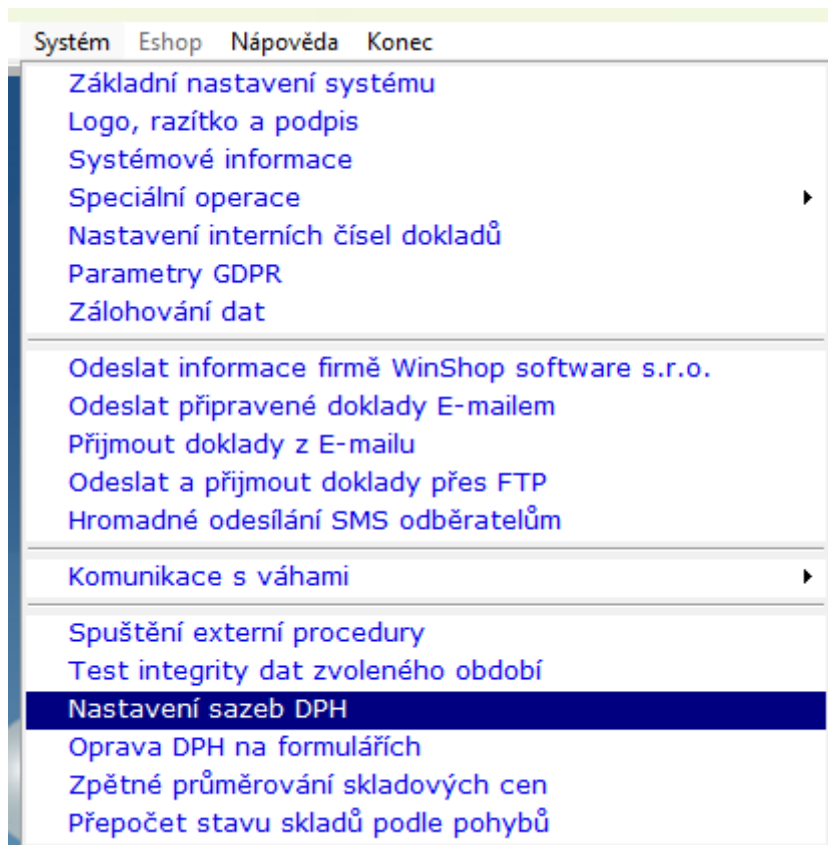 Systém Eshop Nápověda Konec
Základní nastavení systému
Logo, razítko a podpis
Systémové informace
Speciální operace
Nastavení interních čísel dokladů
Parametry GDPR
Zálohování dat
Odeslat informace firmě WinShop software s.r.o.
Odeslat připravené doklady E-mailem
Přijmout doklady z E-mailu
Odeslat a přijmout doklady přes FTP
Hromadné odesílání SMS odběratelům
Komunikace s váhami
Spuštění externí procedury
Test integrity dat zvoleného období
Nastavení sazeb DPH
Oprava DPH na formulářích
Zpětné průměrování skladových cen
Přepočet stavu skladů podle pohybů